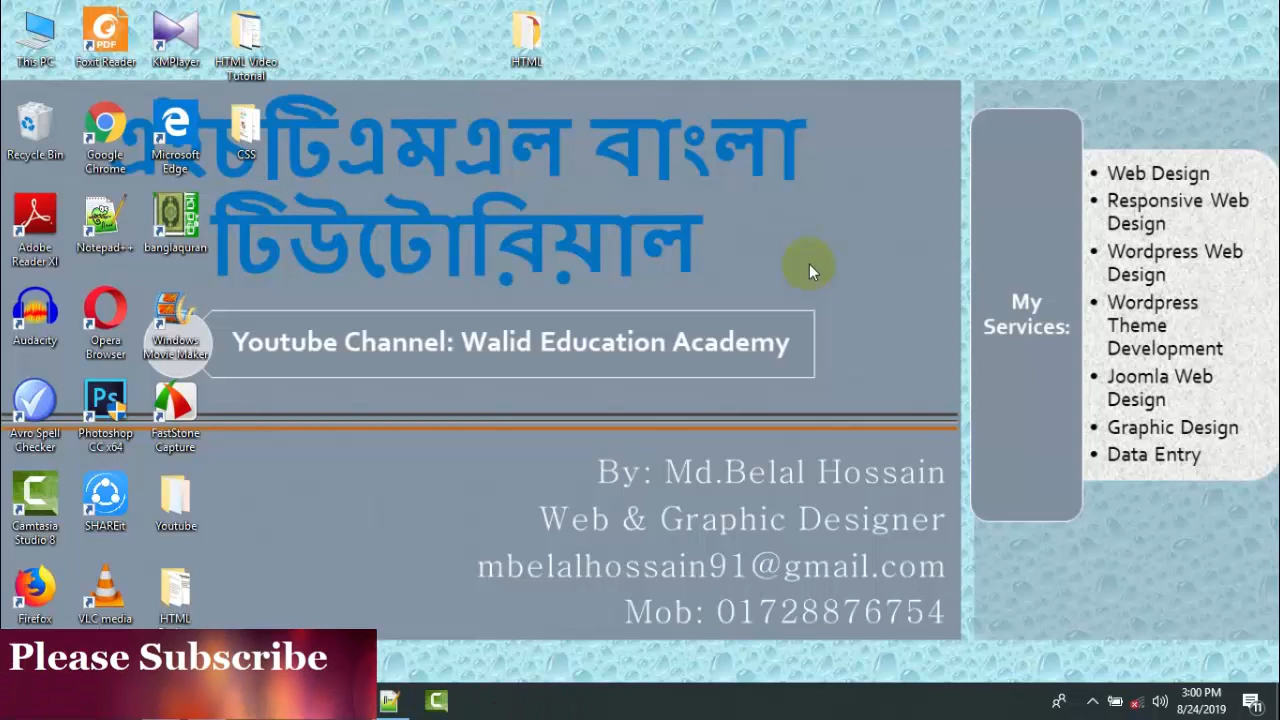 This PC
Foxit Reader
KMPlayer
HTML Video
Tutorial
HTML
Recycle Bin
Google
Chrome
Microsoft
Edge
CSS
Adobe
Reader XI
Notepad++
banglaquran
Audacity
Opera
Browser
Windows
Movie Maker
Avro Spell
Checker
Photoshop
CC x64
FastStone
Capture
Camtasia
Studio 8
SHAREit
Youtube
Firefox
VLC media
HTML
এইচটিএমএল বাংলা
টিউটোরিয়াল
Youtube Channel: Walid Education Academy
By: Md.Belal Hossain
Web & Graphic Designer
mbelalhossain91@gmail.com
Mob: 01728876754
My
Services:
• Web Design
• Responsive Web
Design
• Wordpress Web
Design
• Wordpress
Theme
Development
• Joomla Web
Design
• Graphic Design
• Data Entry
Please Subscribe
3:00 PM
8/24/2019
11